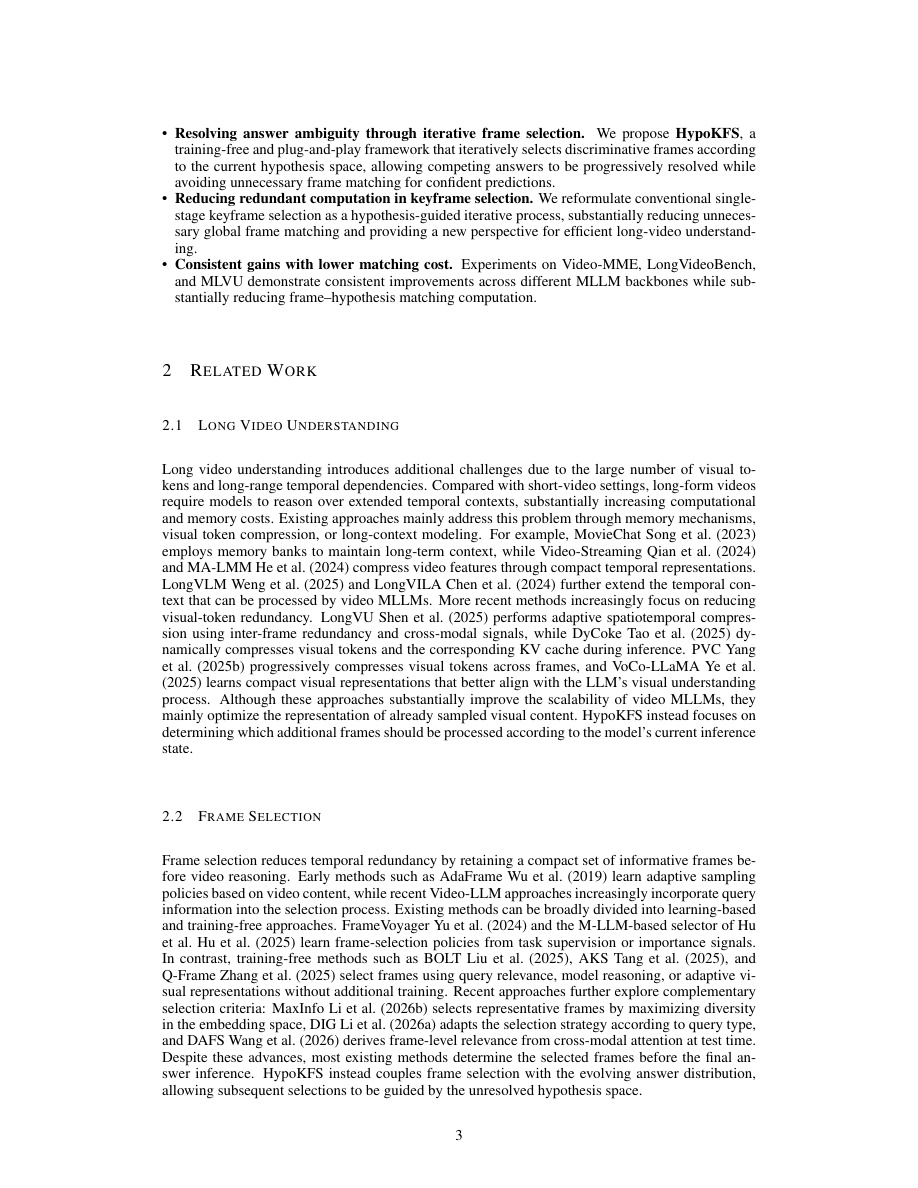 • Resolving answer ambiguity through iterative frame selection. We propose HypoKFS, a
training-free and plug-and-play framework that iteratively selects discriminative frames according
to the current hypothesis space, allowing competing answers to be progressively resolved while
avoiding unnecessary frame matching for confident predictions.
• Reducing redundant computation in keyframe selection. We reformulate conventional single-
stage keyframe selection as a hypothesis-guided iterative process, substantially reducing unneces-
sary global frame matching and providing a new perspective for efficient long-video understand-
ing.
• Consistent gains with lower matching cost. Experiments on Video-MME, LongVideoBench,
and MLVU demonstrate consistent improvements across different MLLM backbones while sub-
stantially reducing frame–hypothesis matching computation.
2 RELATED WORK
2.1 LONG VIDEO UNDERSTANDING
Long video understanding introduces additional challenges due to the large number of visual to-
kens and long-range temporal dependencies. Compared with short-video settings, long-form videos
require models to reason over extended temporal contexts, substantially increasing computational
and memory costs. Existing approaches mainly address this problem through memory mechanisms,
visual token compression, or long-context modeling. For example, MovieChat Song et al. (2023)
employs memory banks to maintain long-term context, while Video-Streaming Qian et al. (2024)
and MA-LMM He et al. (2024) compress video features through compact temporal representations.
LongVLM Weng et al. (2025) and LongVILA Chen et al. (2024) further extend the temporal con-
text that can be processed by video MLLMs. More recent methods increasingly focus on reducing
visual-token redundancy. LongVU Shen et al. (2025) performs adaptive spatiotemporal compres-
sion using inter-frame redundancy and cross-modal signals, while DyCoke Tao et al. (2025) dy-
namically compresses visual tokens and the corresponding KV cache during inference. PVC Yang
et al. (2025b) progressively compresses visual tokens across frames, and VoCo-LLaMA Ye et al.
(2025) learns compact visual representations that better align with the LLM's visual understanding
process. Although these approaches substantially improve the scalability of video MLLMs, they
mainly optimize the representation of already sampled visual content. HypoKFS instead focuses on
determining which additional frames should be processed according to the model's current inference
state.
2.2 FRAME SELECTION
Frame selection reduces temporal redundancy by retaining a compact set of informative frames be-
fore video reasoning. Early methods such as AdaFrame Wu et al. (2019) learn adaptive sampling
policies based on video content, while recent Video-LLM approaches increasingly incorporate query
information into the selection process. Existing methods can be broadly divided into learning-based
and training-free approaches. FrameVoyager Yu et al. (2024) and the M-LLM-based selector of Hu
et al. Hu et al. (2025) learn frame-selection policies from task supervision or importance signals.
In contrast, training-free methods such as BOLT Liu et al. (2025), AKS Tang et al. (2025), and
Q-Frame Zhang et al. (2025) select frames using query relevance, model reasoning, or adaptive vi-
sual representations without additional training. Recent approaches further explore complementary
selection criteria: MaxInfo Li et al. (2026b) selects representative frames by maximizing diversity
in the embedding space, DIG Li et al. (2026a) adapts the selection strategy according to query type,
and DAFS Wang et al. (2026) derives frame-level relevance from cross-modal attention at test time.
Despite these advances, most existing methods determine the selected frames before the final an-
swer inference. HypoKFS instead couples frame selection with the evolving answer distribution,
allowing subsequent selections to be guided by the unresolved hypothesis space.
3